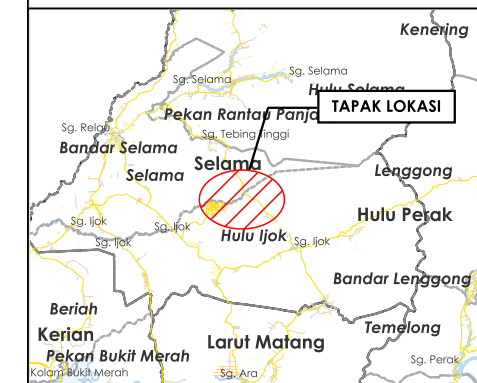 Kenering
Sg. Selama
Sg. Selama
Hulu Selama
TAPAK LOKASI
Pekan Rantau
Sg. Relau
Sg. Tebing Tinggi
Bandar Selama
Selama
Selama
Lenggong
Hulu Perak
Sg. Ijok
Sg. Ijok
Sg. Ijok
Hulu Ijok
Sg. Ijok
Bandar Lenggong
Beriah
Temelong
Kerian
Larut Matang
Pekan Bukit Merah
Sg. Perak
Kolam Bukit Merah
Sg. Ara